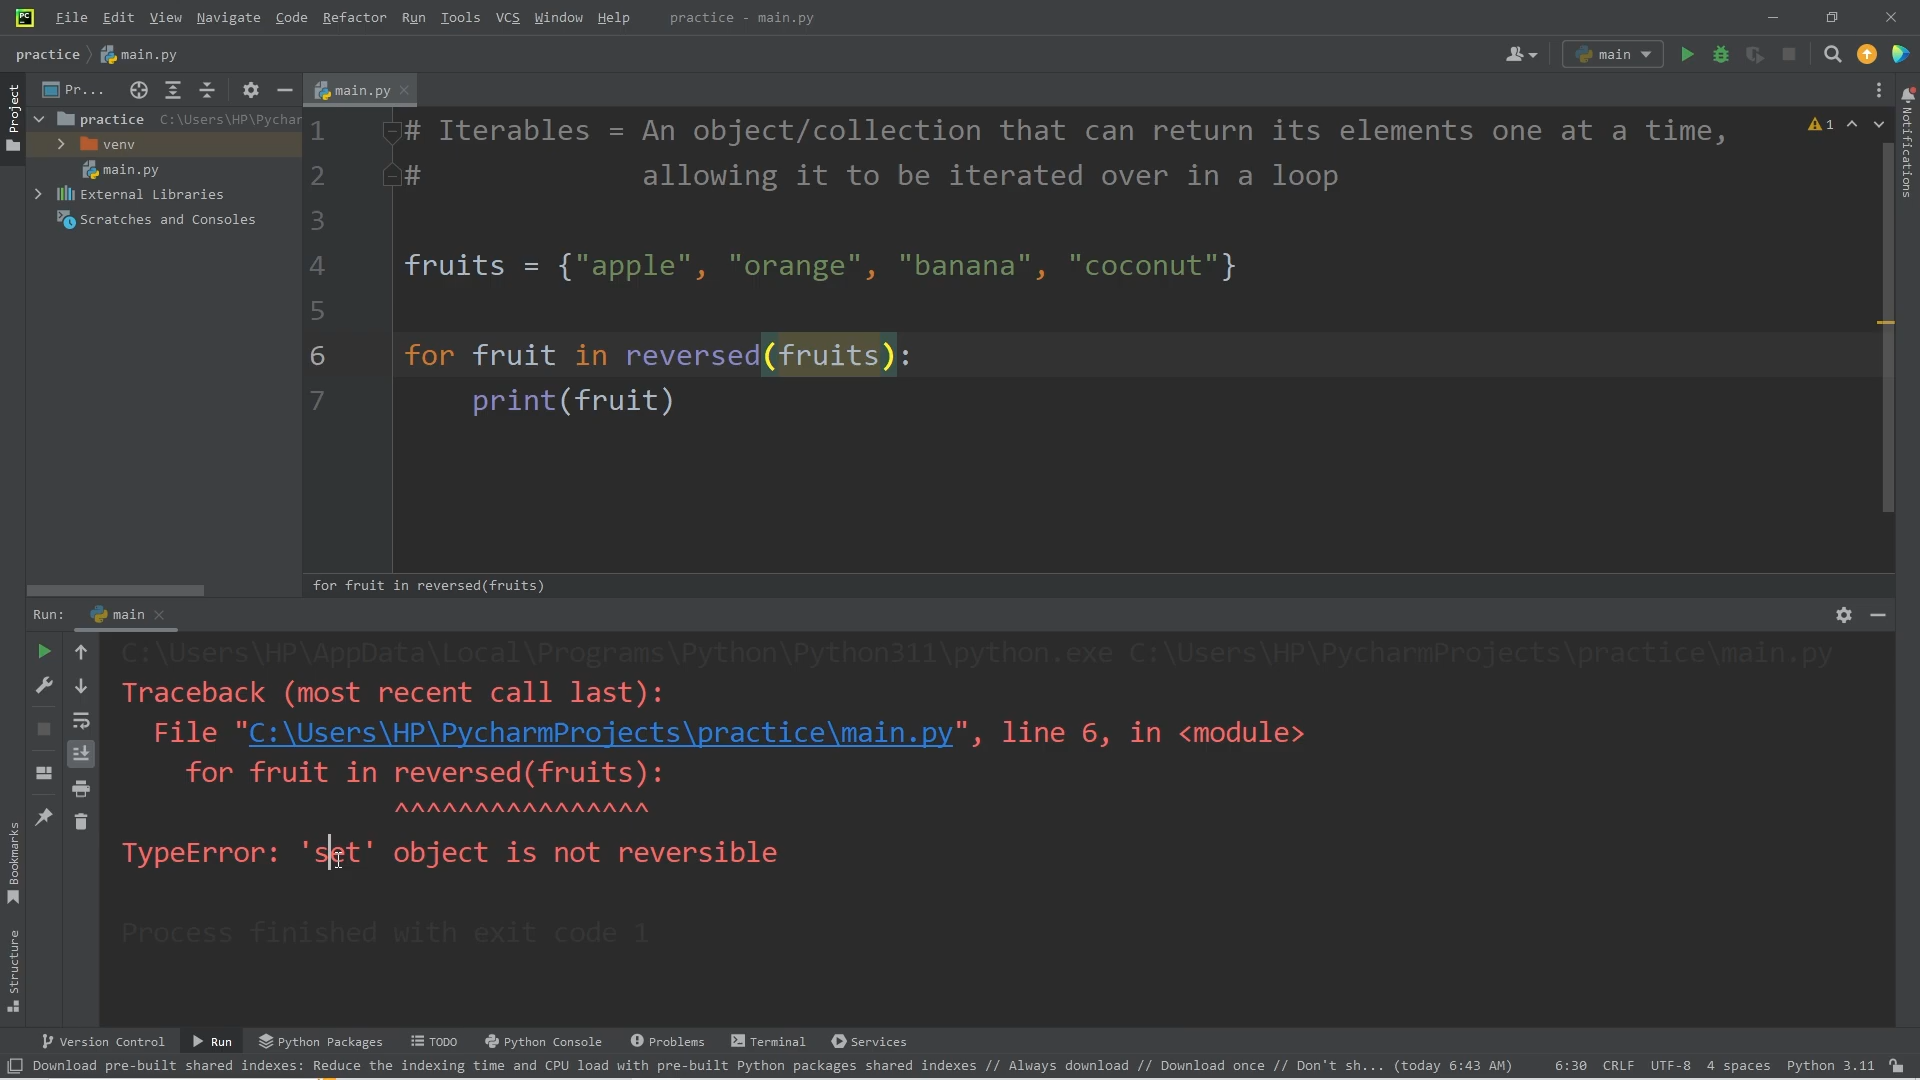 File Edit View Navigate Code Refactor Run Tools VCS Window Help practice - main.py
practice main.py main
Pr... main.py
Project
practice C:\Users\HP\Pychar
venv
main.py
External Libraries
Scratches and Consoles
1 # Iterables = An object/collection that can return its elements one at a time,
2 # allowing it to be iterated over in a loop
3
4 fruits = {"apple", "orange", "banana", "coconut"}
5
6 for fruit in reversed(fruits):
7 print(fruit)
1
Notifications
for fruit in reversed(fruits)
Run: main
C:\Users\HP\AppData\Local\Programs\Python\Python311\python.exe C:\Users\HP\PycharmProjects\practice\main.py
Traceback (most recent call last):
File "C:\Users\HP\PycharmProjects\practice\main.py", line 6, in <module>
for fruit in reversed(fruits):
^^^^^^^^^^^^^^^^
TypeError: 'set' object is not reversible
Process finished with exit code 1
Bookmarks
Structure
Version Control Run Python Packages TODO Python Console Problems Terminal Services
Download pre-built shared indexes: Reduce the indexing time and CPU load with pre-built Python packages shared indexes // Always download // Download once // Don't sh... (today 6:43 AM) 6:30 CRLF UTF-8 4 spaces Python 3.11